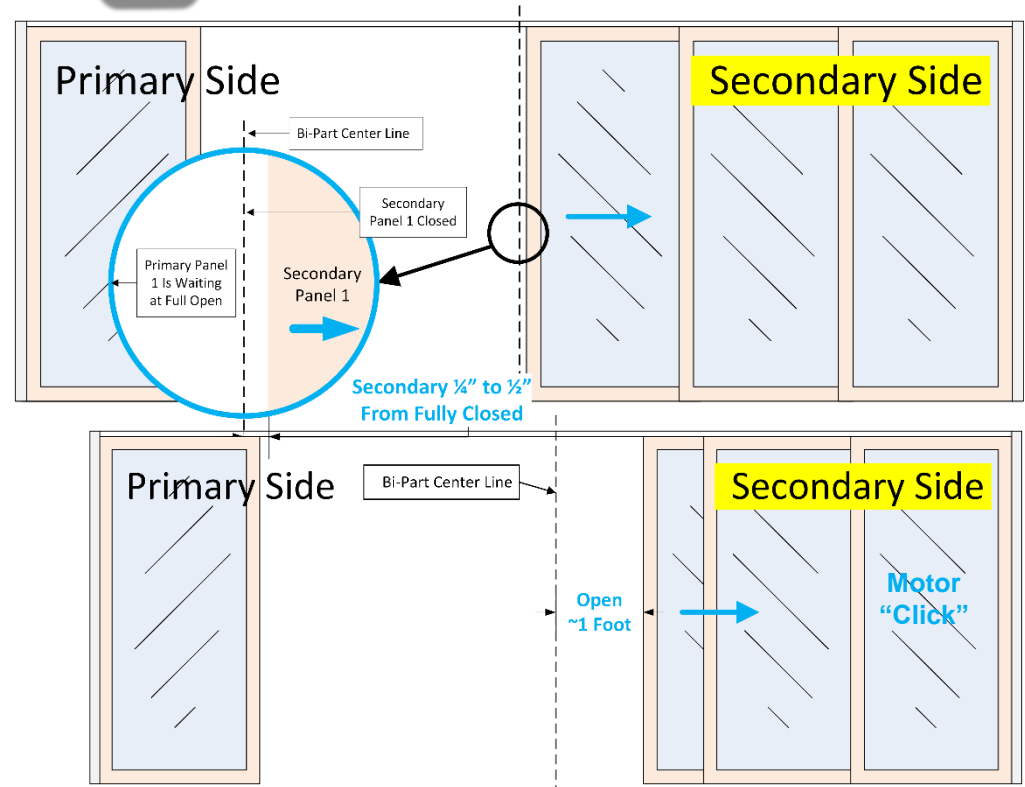 Primary Side
Secondary Side
Bi-Part Center Line
Secondary
Panel 1 Closed
Primary Panel
1 Is Waiting
at Full Open
Secondary
Panel 1
Secondary ¼” to ½”
From Fully Closed
Primary Side
Bi-Part Center Line
Secondary Side
Open
~1 Foot
Motor
“Click”